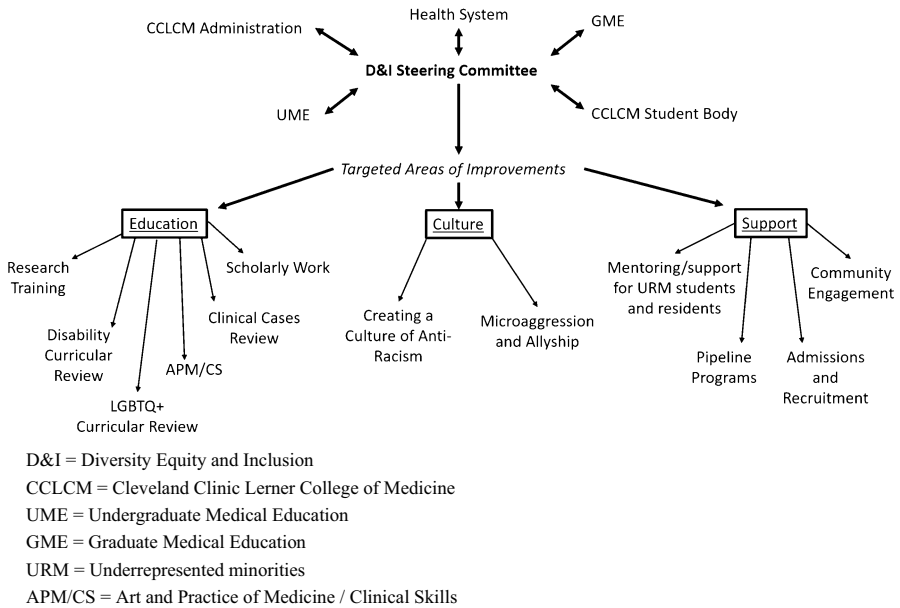 Health System
GME
CCLCM Administration
D&I Steering Committee
UME
CCLCM Student Body
Targeted Areas of Improvements
Education
Culture
Support
Research
Training
Disability
Curricular
Review
LGBTQ+
Curricular Review
APM/CS
Clinical Cases
Review
Scholarly Work
Creating a
Culture of Anti-
Racism
Microaggression
and Allyship
Mentoring/support
for URM students
and residents
Pipeline
Programs
Admissions
and
Recruitment
Community
Engagement
D&I = Diversity Equity and Inclusion
CCLCM = Cleveland Clinic Lerner College of Medicine
UME = Undergraduate Medical Education
GME = Graduate Medical Education
URM = Underrepresented minorities
APM/CS = Art and Practice of Medicine / Clinical Skills